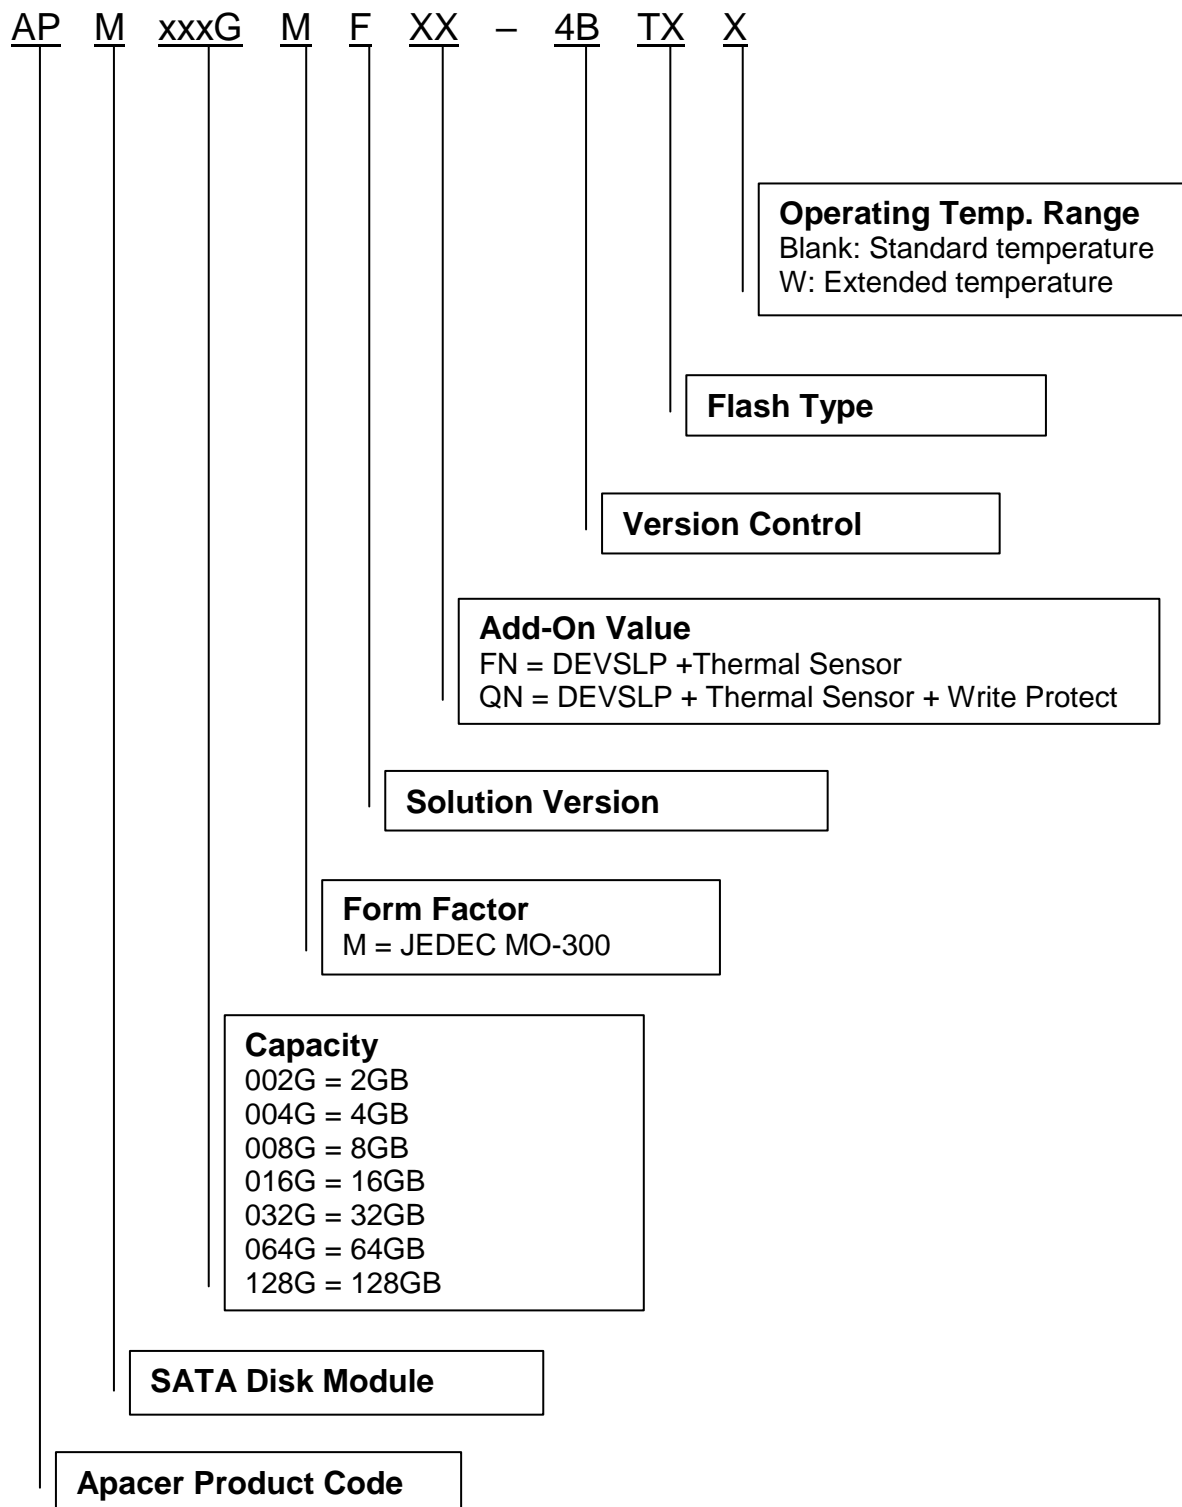 AP M xxxG M F XX – 4B TX X
Operating Temp. Range
Blank: Standard temperature
W: Extended temperature
Flash Type
Version Control
Add-On Value
FN = DEVSLP +Thermal Sensor
QN = DEVSLP + Thermal Sensor + Write Protect
Solution Version
Form Factor
M = JEDEC MO-300
Capacity
002G = 2GB
004G = 4GB
008G = 8GB
016G = 16GB
032G = 32GB
064G = 64GB
128G = 128GB
SATA Disk Module
Apacer Product Code